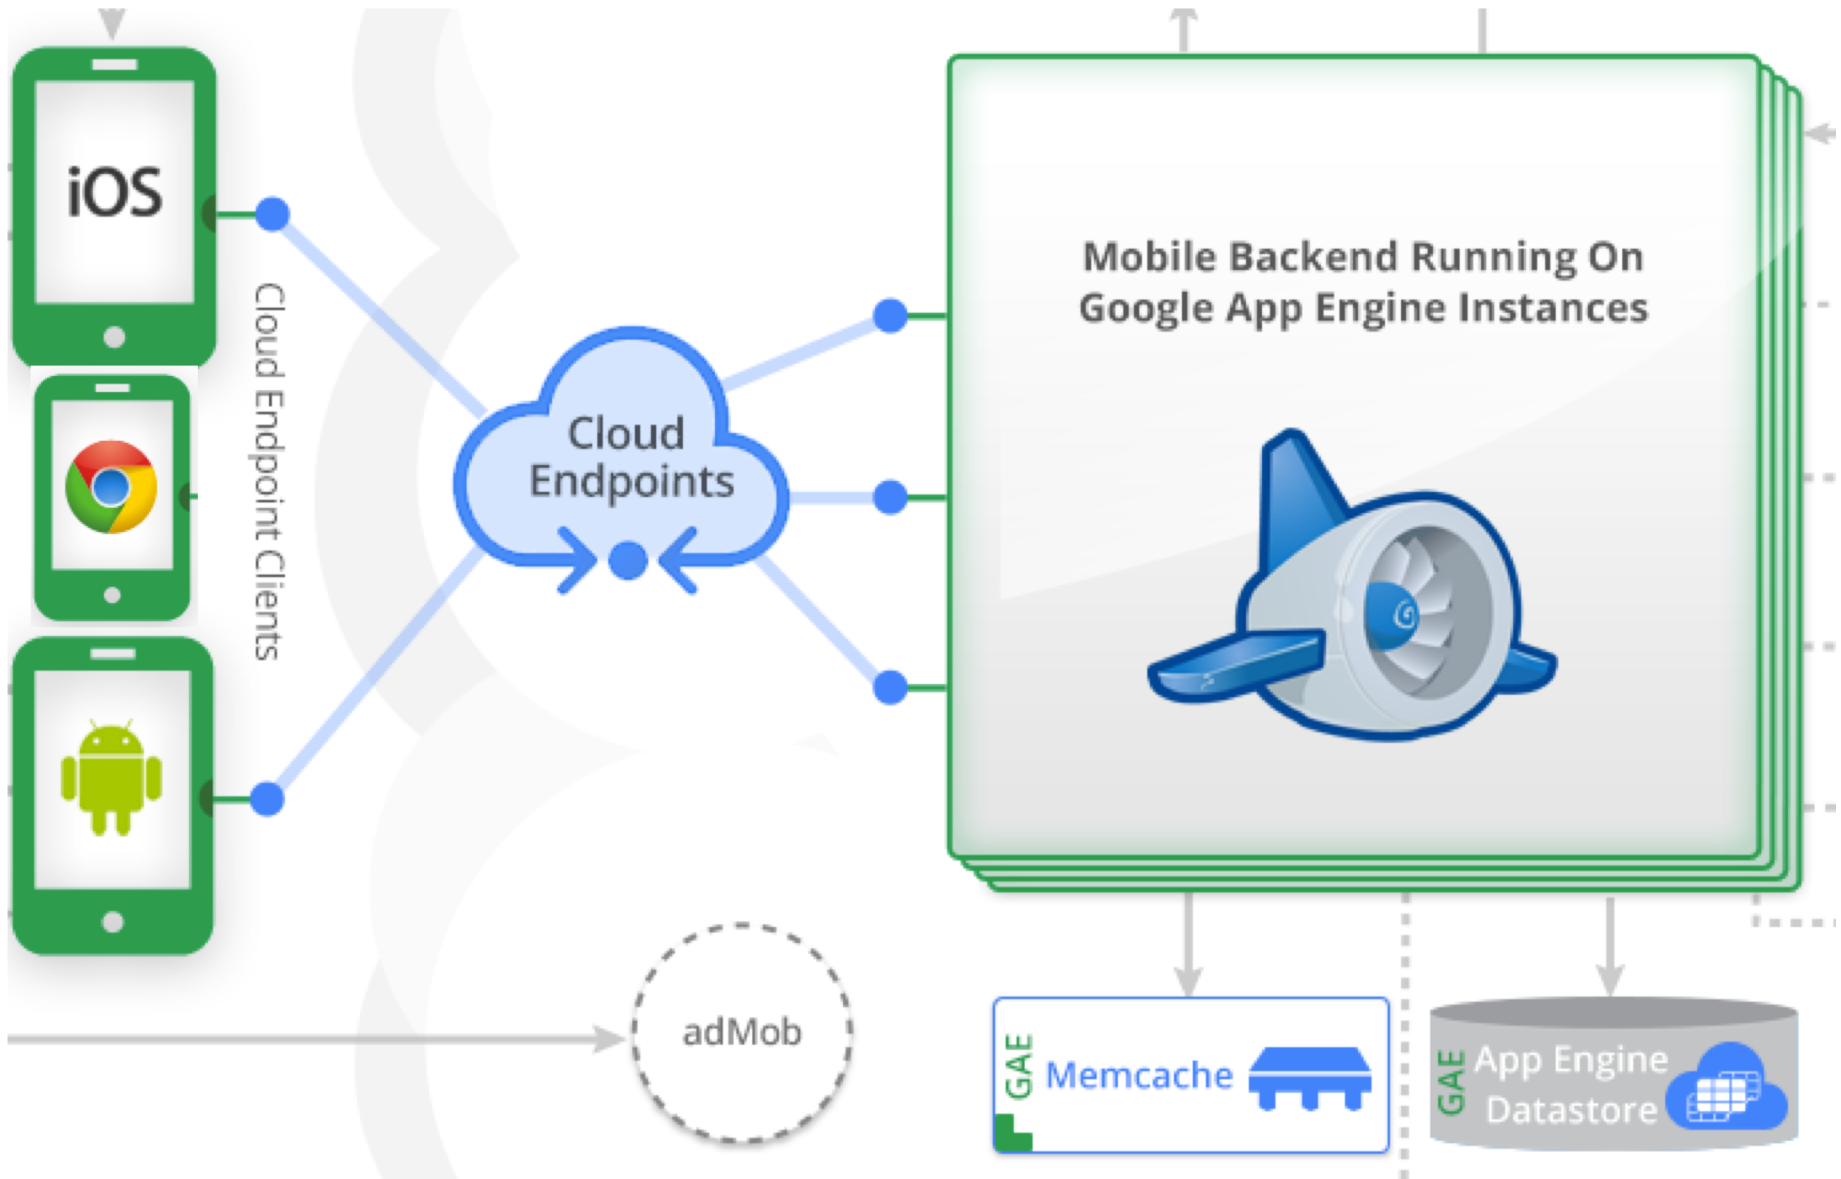 iOS
Cloud Endpoint Clients
Cloud
Endpoints
Mobile Backend Running On
Google App Engine Instances
adMob
GAE
Memcache
GAE
App Engine
Datastore